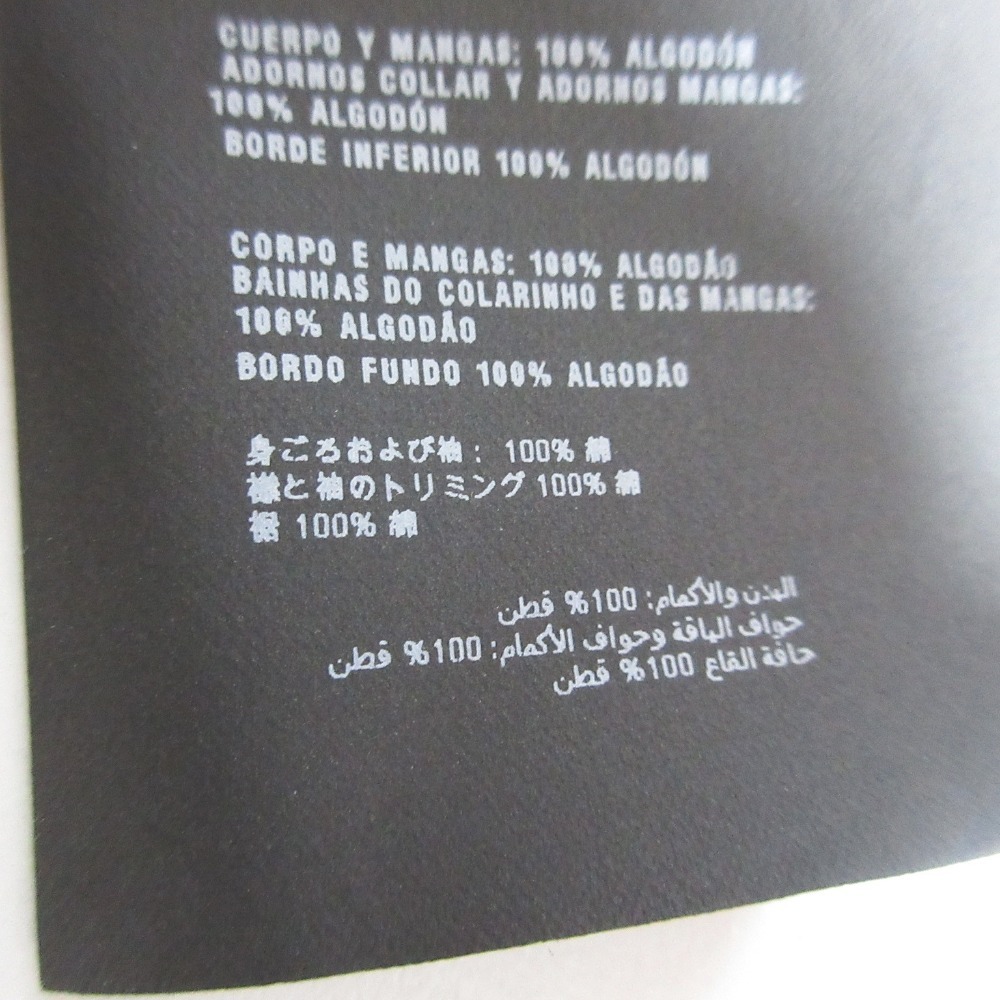 CUERPO Y MANGAS: 100% ALGODÓN
ADORNOS COLLAR Y ADORNOS MANGAS:
100% ALGODÓN
BORDE INFERIOR 100% ALGODÓN
CORPO E MANGAS: 100% ALGODÃO
BAINHAS DO COLARINHO E DAS MANGAS:
100% ALGODÃO
BORDO FUNDO 100% ALGODÃO
身ごろおよび袖: 100% 綿
襟と袖のトリミング 100% 綿
裾 100% 綿
البدن والأكمام: 100% قطن
حواف الياقة وحواف الأكمام: 100% قطن
حافة القاع 100% قطن